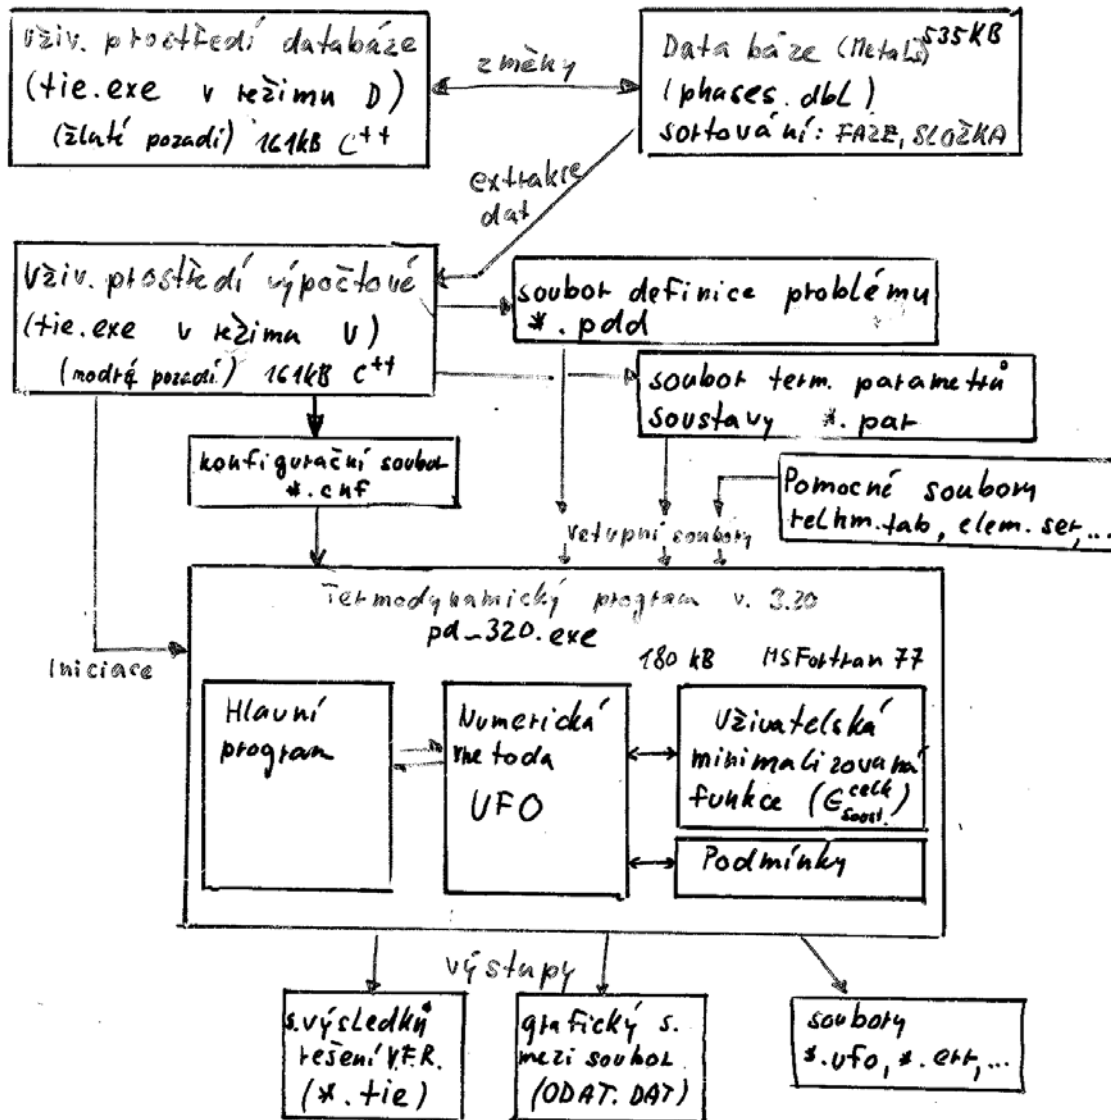 Uživ. prostředí databáze
(tie.exe v režimu D)
(žluté pozadí) 161kB C++
změny
Data báze (Metals) 535KB
(phases.dbl)
sortování: FÁZE, SLOŽKA
extrakce
dat
Uživ. prostředí výpočtové
(tie.exe v režimu V)
(modré pozadí) 161kB C++
soubor definice problému
*.pdd
soubor term. parametrů
soustavy *.par
konfigurační soubor
*.cnf
Pomocné soubory
relhm.tab, elem.ser,...
vstupní soubory
Iniciace
Termodynamický program v. 3.20
pd_320.exe
180 kB MSFortran 77
Hlavní
program
Numerická
metoda
UFO
Uživatelská
minimalizovaná
funkce (G celk soust.)
Podmínky
výstupy
s.výsledků
řešení V.F.R.
(*.tie)
grafický s.
mezi soubor
(ODAT.DAT)
soubory
*.ufo, *.err,...